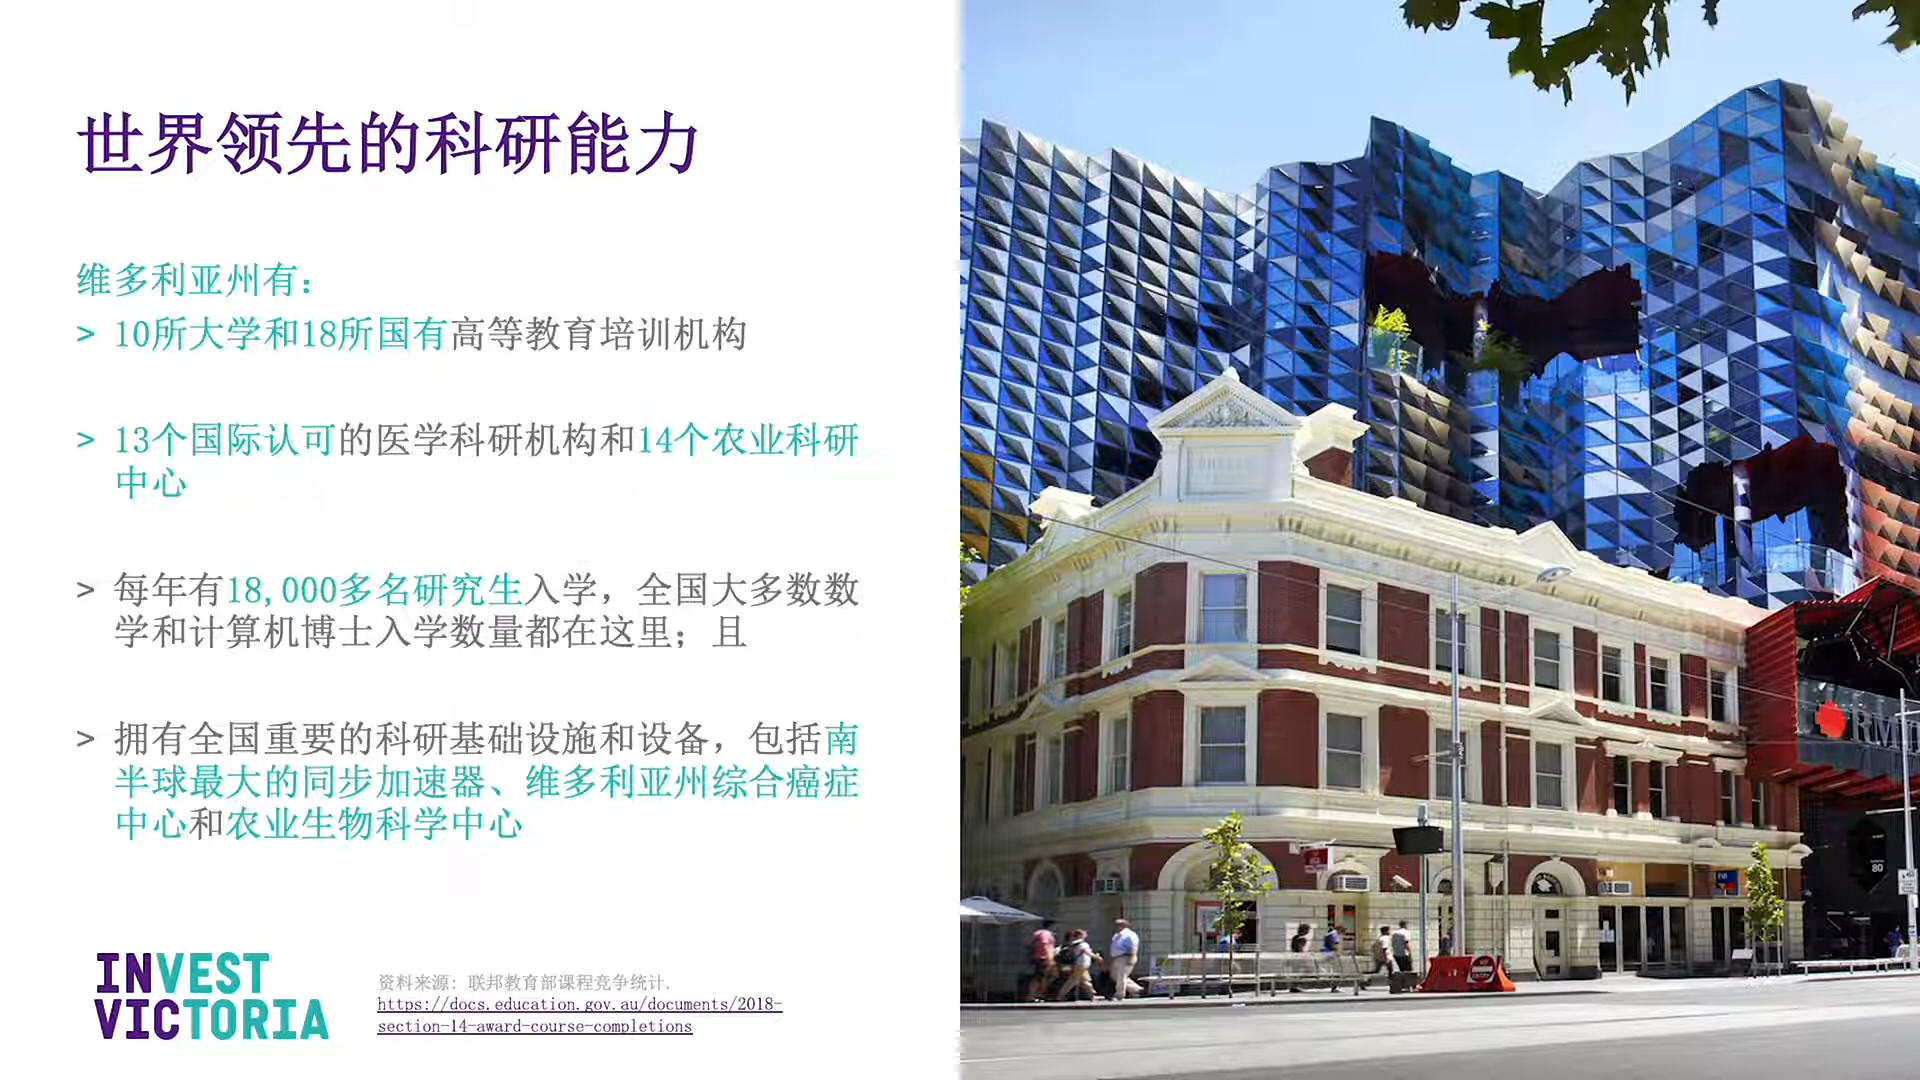 世界领先的科研能力
维多利亚州有：
> 10所大学和18所国有高等教育培训机构
> 13个国际认可的医学科研机构和14个农业科研
中心
> 每年有18,000多名研究生入学，全国大多数数
学和计算机博士入学数量都在这里；且
> 拥有全国重要的科研基础设施和设备，包括南
半球最大的同步加速器、维多利亚州综合癌症
中心和农业生物科学中心
INVEST
VICTORIA
资料来源：联邦教育部课程竞争统计.
https://docs.education.gov.au/documents/2018-
section-14-award-course-completions
RMIT
80